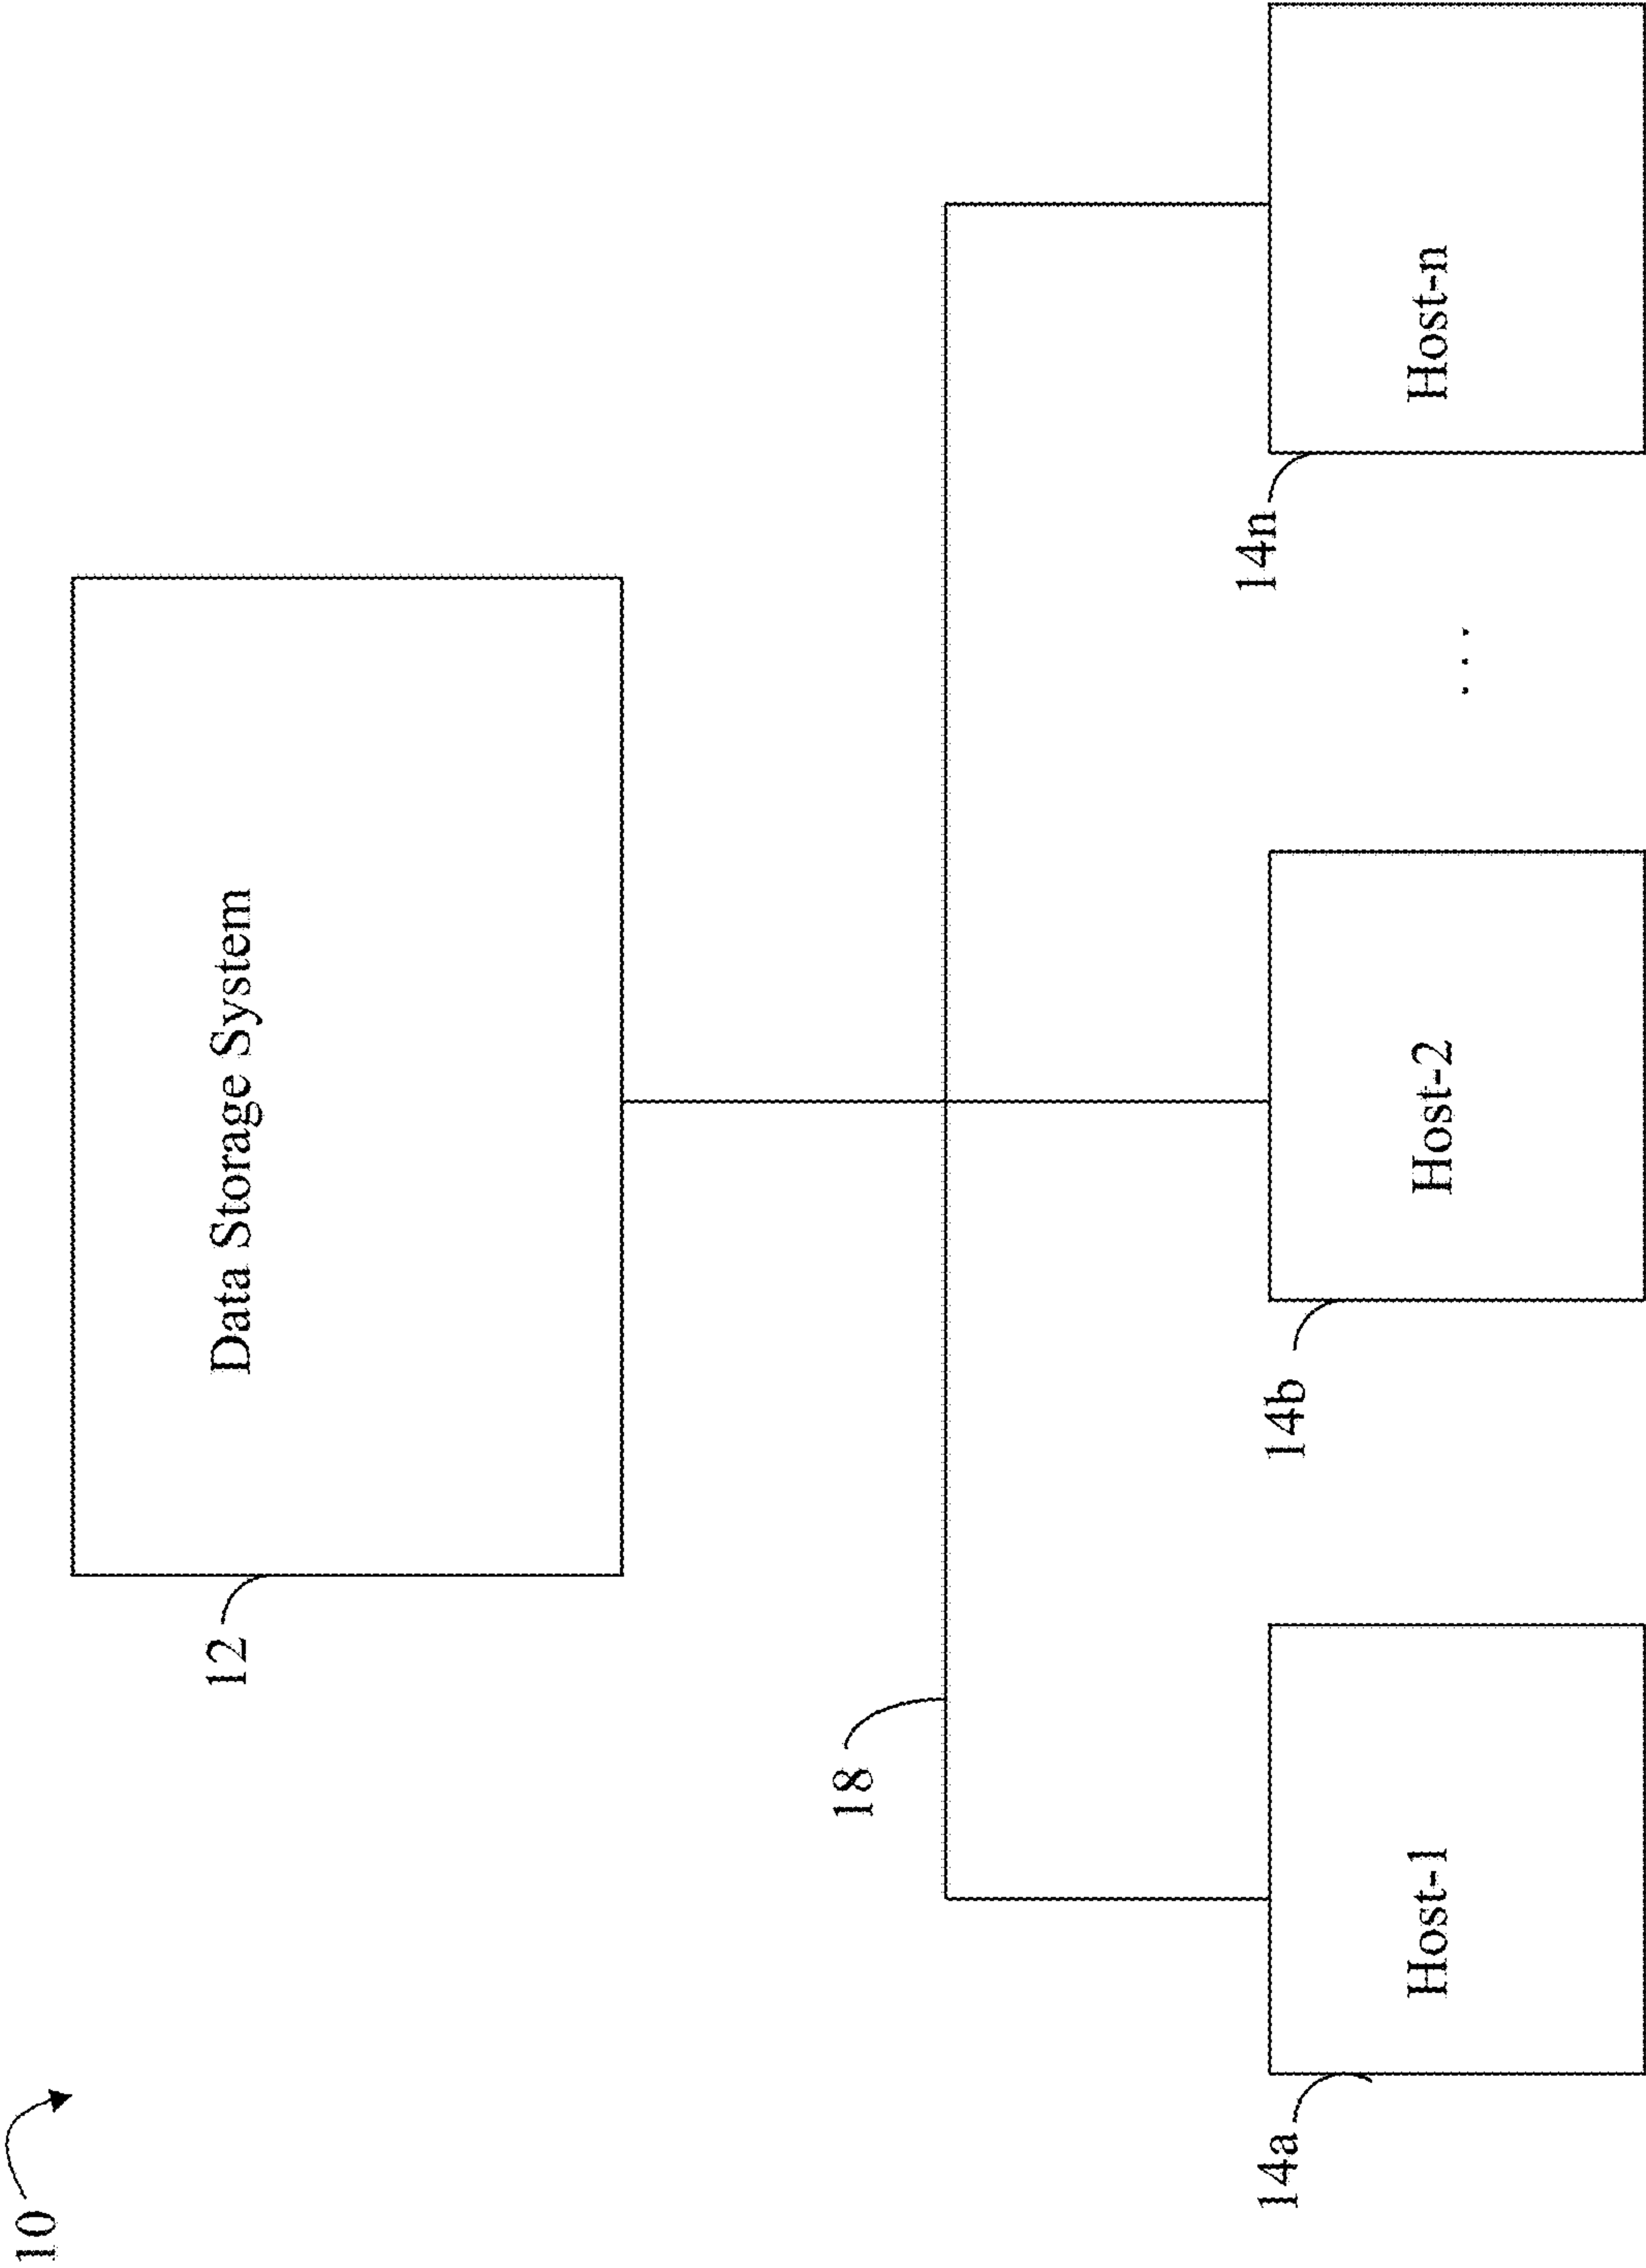 10
12
Data Storage System
18
14a
Host-1
14b
Host-2
. . .
14n
Host-n